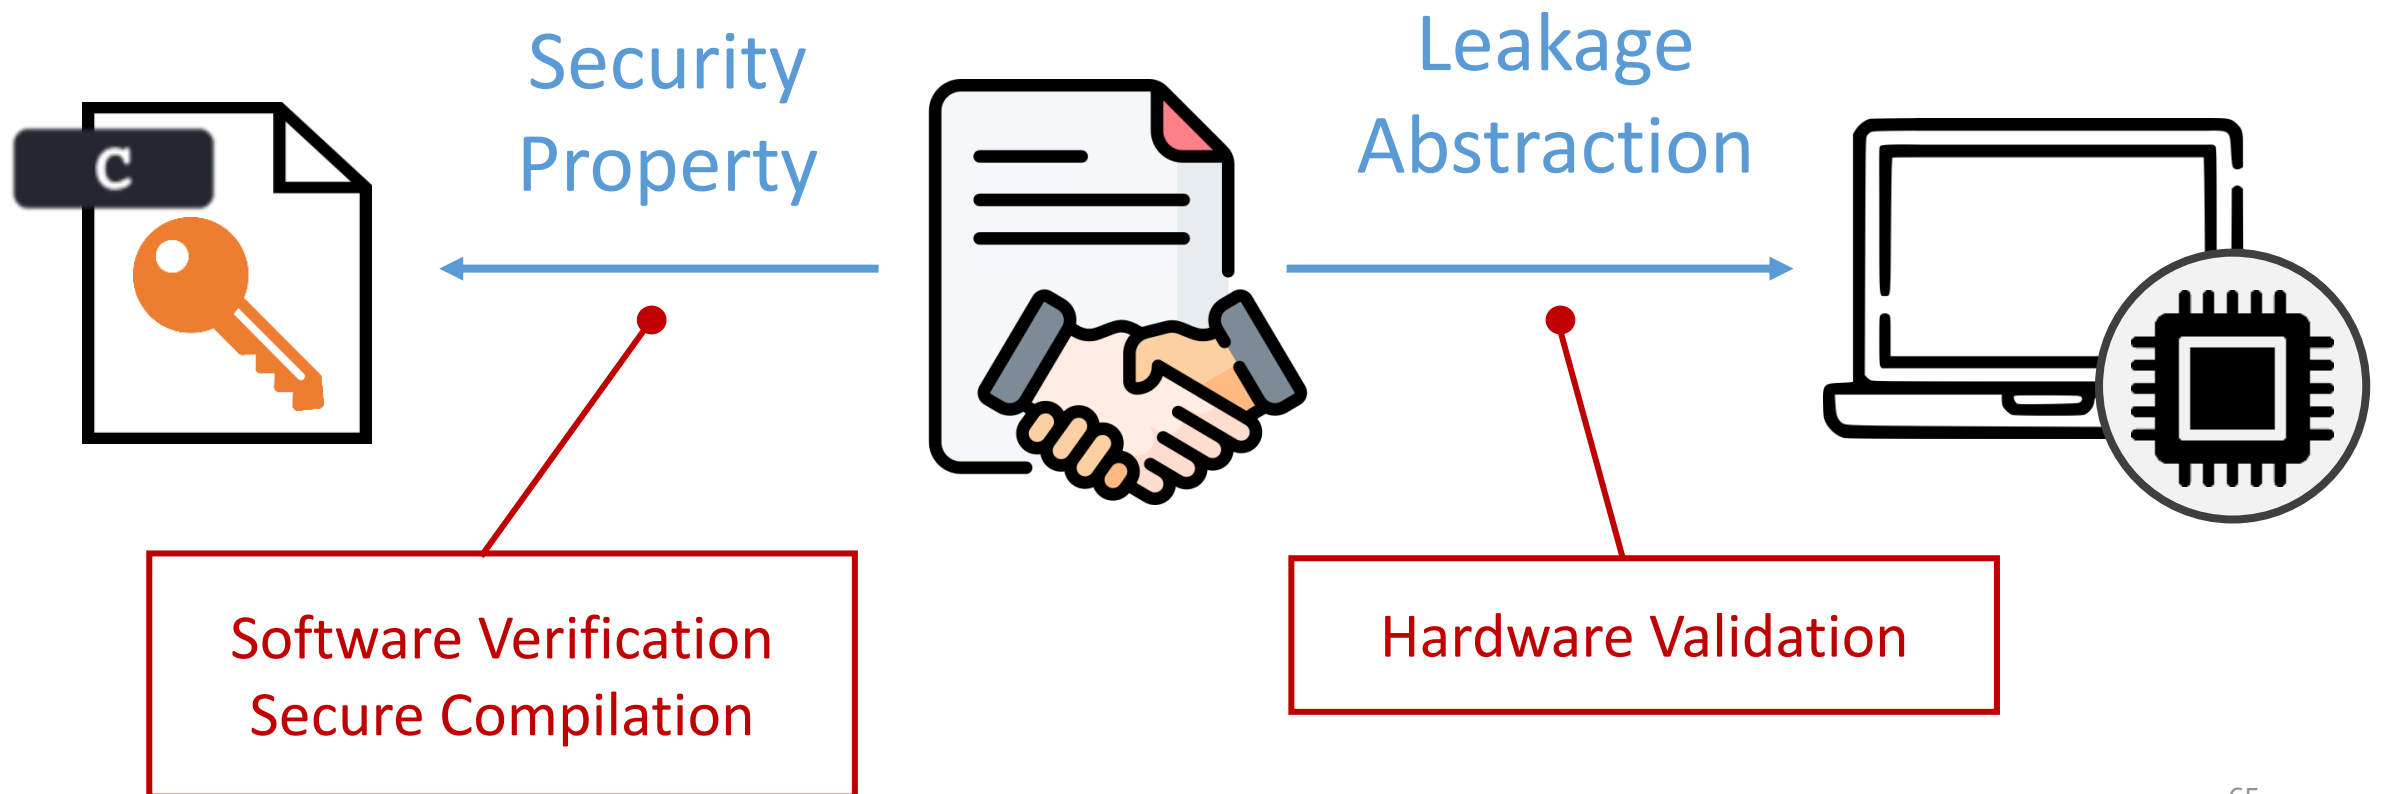 Security
Property
Leakage
Abstraction
C
Software Verification
Secure Compilation
Hardware Validation